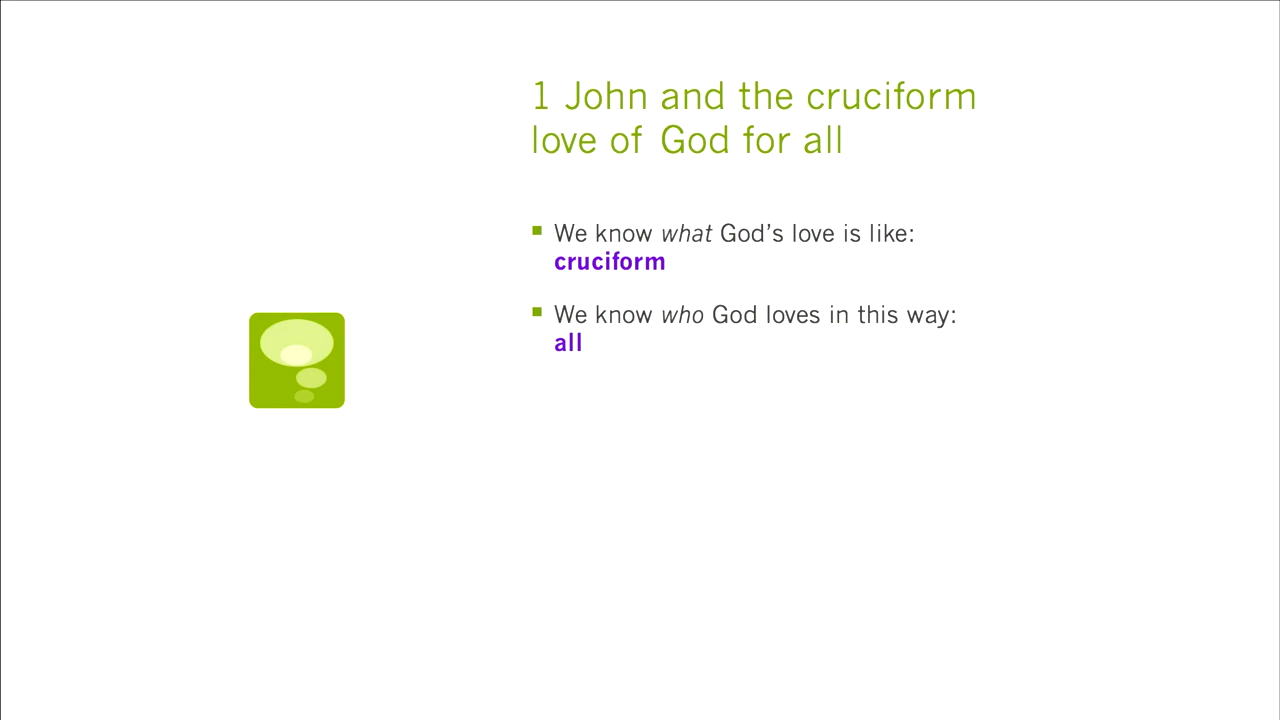 1 John and the cruciform
love of God for all
We know what God's love is like:
cruciform
We know who God loves in this way:
all